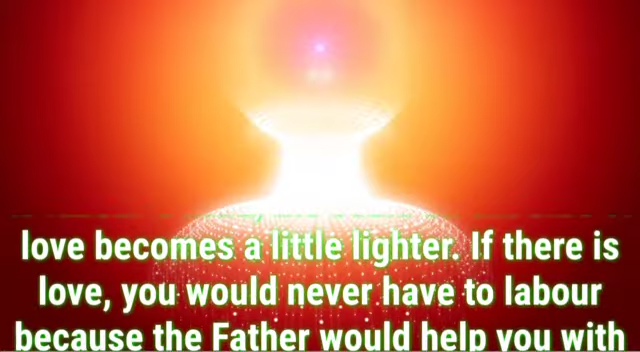 love becomes a little lighter. If there is
love, you would never have to labour
because the Father would help you with